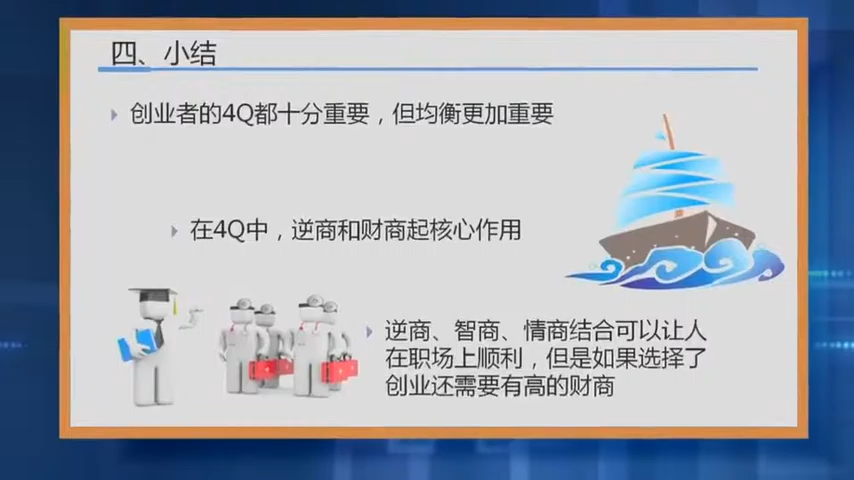 四、小结
创业者的4Q都十分重要，但均衡更加重要
在4Q中，逆商和财商起核心作用
逆商、智商、情商结合可以让人
在职场上顺利，但是如果选择了
创业还需要有高的财商